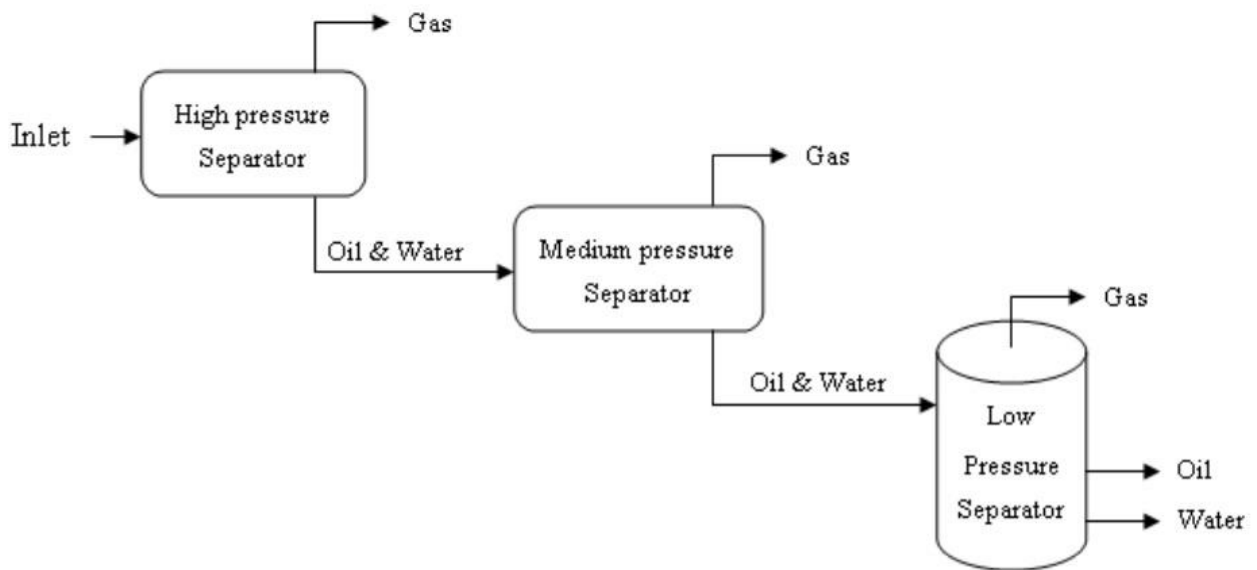 Gas
High pressure
Separator
Inlet
Oil & Water
Gas
Medium pressure
Separator
Oil & Water
Gas
Low
Pressure
Separator
Oil
Water